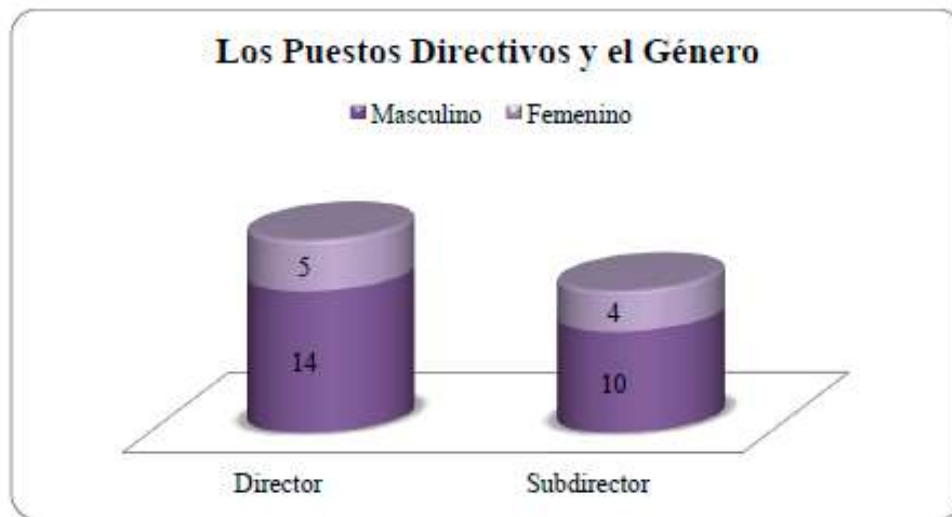 Los Puestos Directivos y el Género
Masculino Femenino
5
4
14
10
Director Subdirector